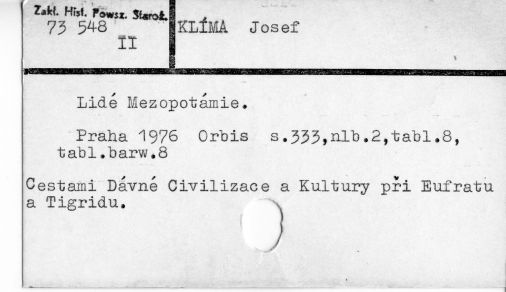 Zakł. Hist. Powsz. Staroż.
73 548
II
KLÍMA Josef
Lidé Mezopotámie.
Praha 1976 Orbis s.333,nlb.2,tabl.8,
tabl.barw.8
Cestami Dávné Civilizace a Kultury při Eufratu
a Tigridu.